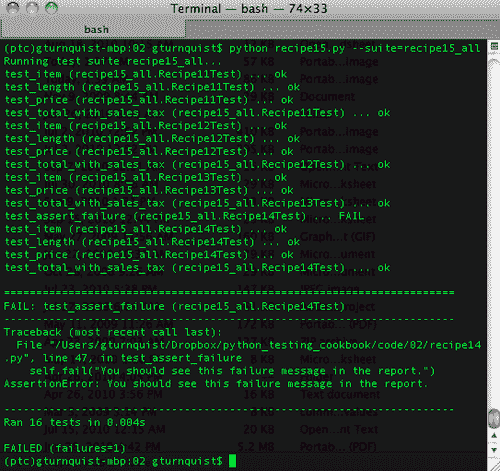 Terminal — bash — 74×33
bash
(ptc)gturnquist-mbp:02 gturnquist$ python recipe15.py --suite=recipe15_all
Running test suite recipe15_all...
test_item (recipe15_all.Recipe11Test) ... ok
test_length (recipe15_all.Recipe11Test) ... ok
test_price (recipe15_all.Recipe11Test) ... ok
test_total_with_sales_tax (recipe15_all.Recipe11Test) ... ok
test_item (recipe15_all.Recipe12Test) ... ok
test_length (recipe15_all.Recipe12Test) ... ok
test_price (recipe15_all.Recipe12Test) ... ok
test_total_with_sales_tax (recipe15_all.Recipe12Test) ... ok
test_item (recipe15_all.Recipe13Test) ... ok
test_price (recipe15_all.Recipe13Test) ... ok
test_total_with_sales_tax (recipe15_all.Recipe13Test) ... ok
test_assert_failure (recipe15_all.Recipe14Test) ... FAIL
test_item (recipe15_all.Recipe14Test) ... ok
test_length (recipe15_all.Recipe14Test) ... ok
test_price (recipe15_all.Recipe14Test) ... ok
test_total_with_sales_tax (recipe15_all.Recipe14Test) ... ok
======================================================================
FAIL: test_assert_failure (recipe15_all.Recipe14Test)
----------------------------------------------------------------------
Traceback (most recent call last):
File "/Users/gturnquist/Dropbox/python_testing_cookbook/code/02/recipe14
.py", line 47, in test_assert_failure
self.fail("You should see this failure message in the report.")
AssertionError: You should see this failure message in the report.
----------------------------------------------------------------------
Ran 16 tests in 0.004s
FAILED (failures=1)
(ptc)gturnquist-mbp:02 gturnquist$